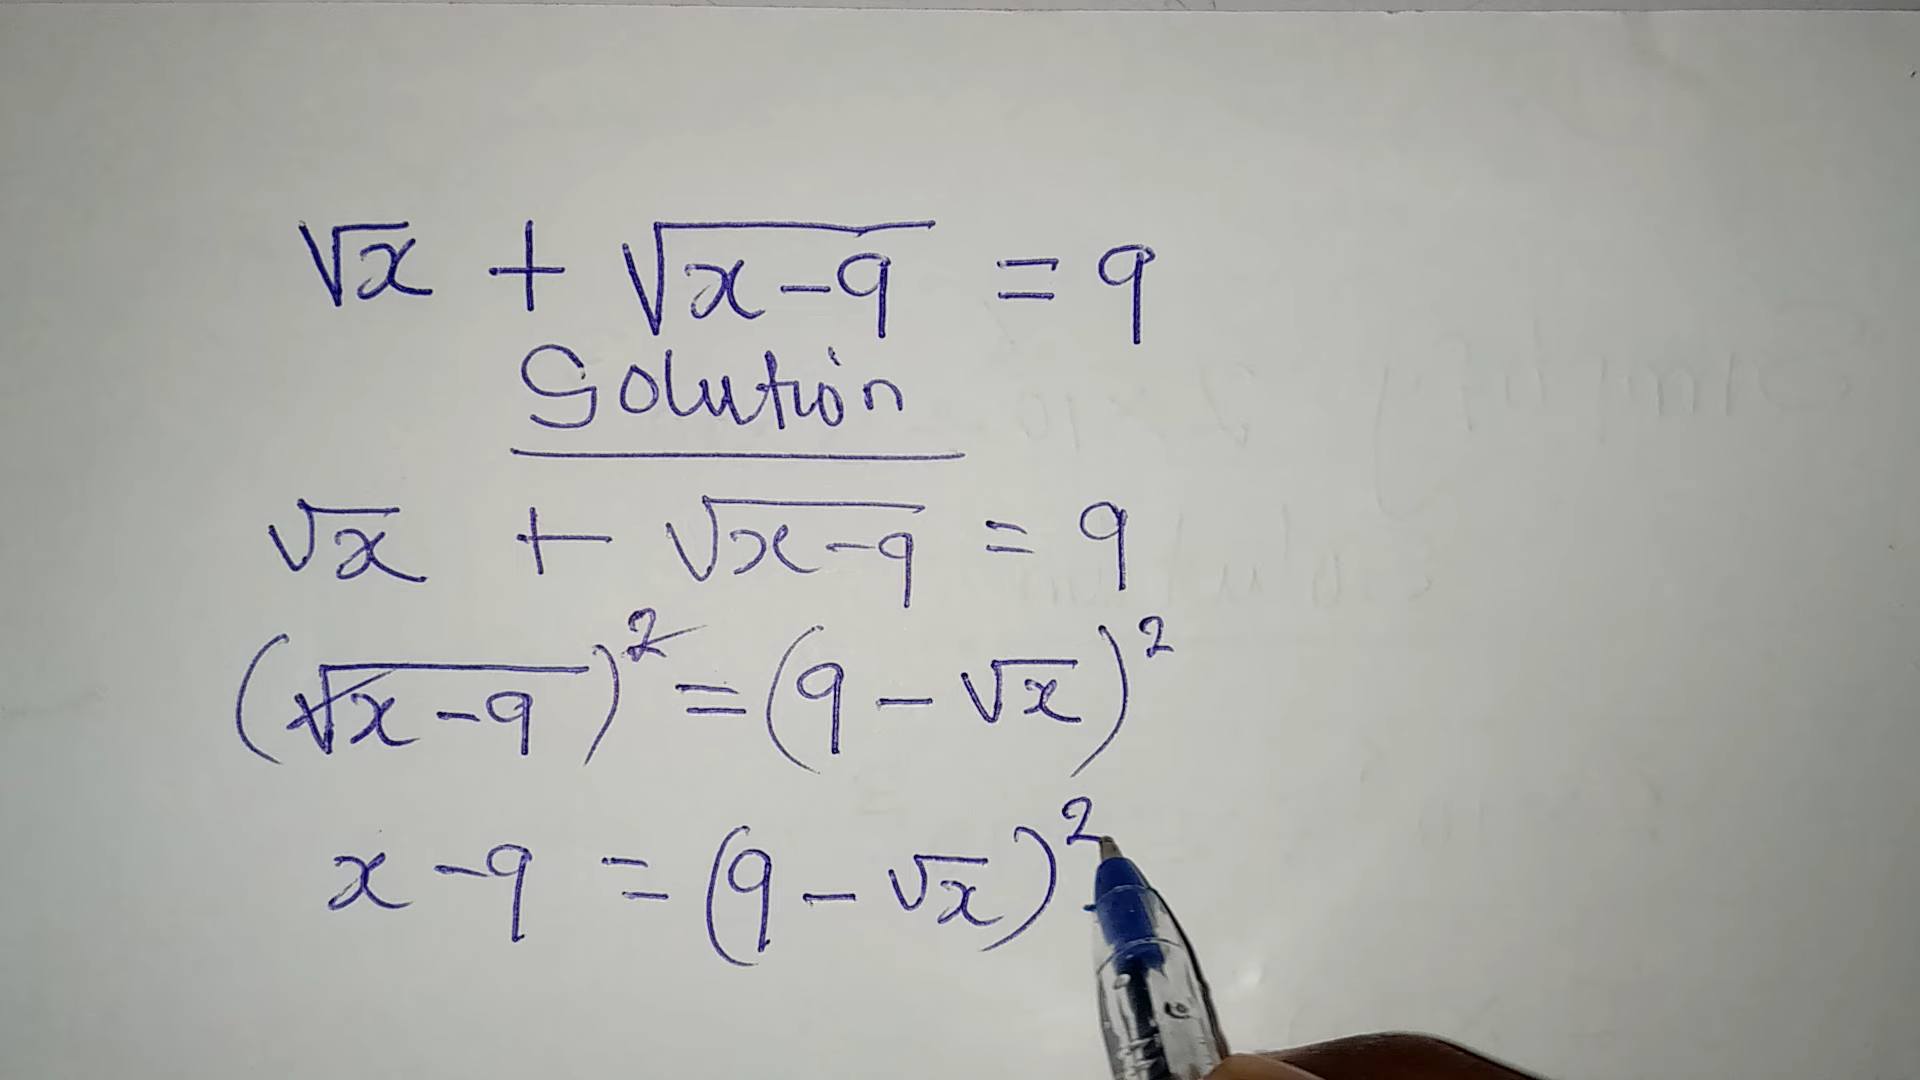 √x + √x-9 = 9
Solution
√x + √x-9 = 9
(√x-9)² = (9 - √x)²
x - 9 = (9 - √x)²